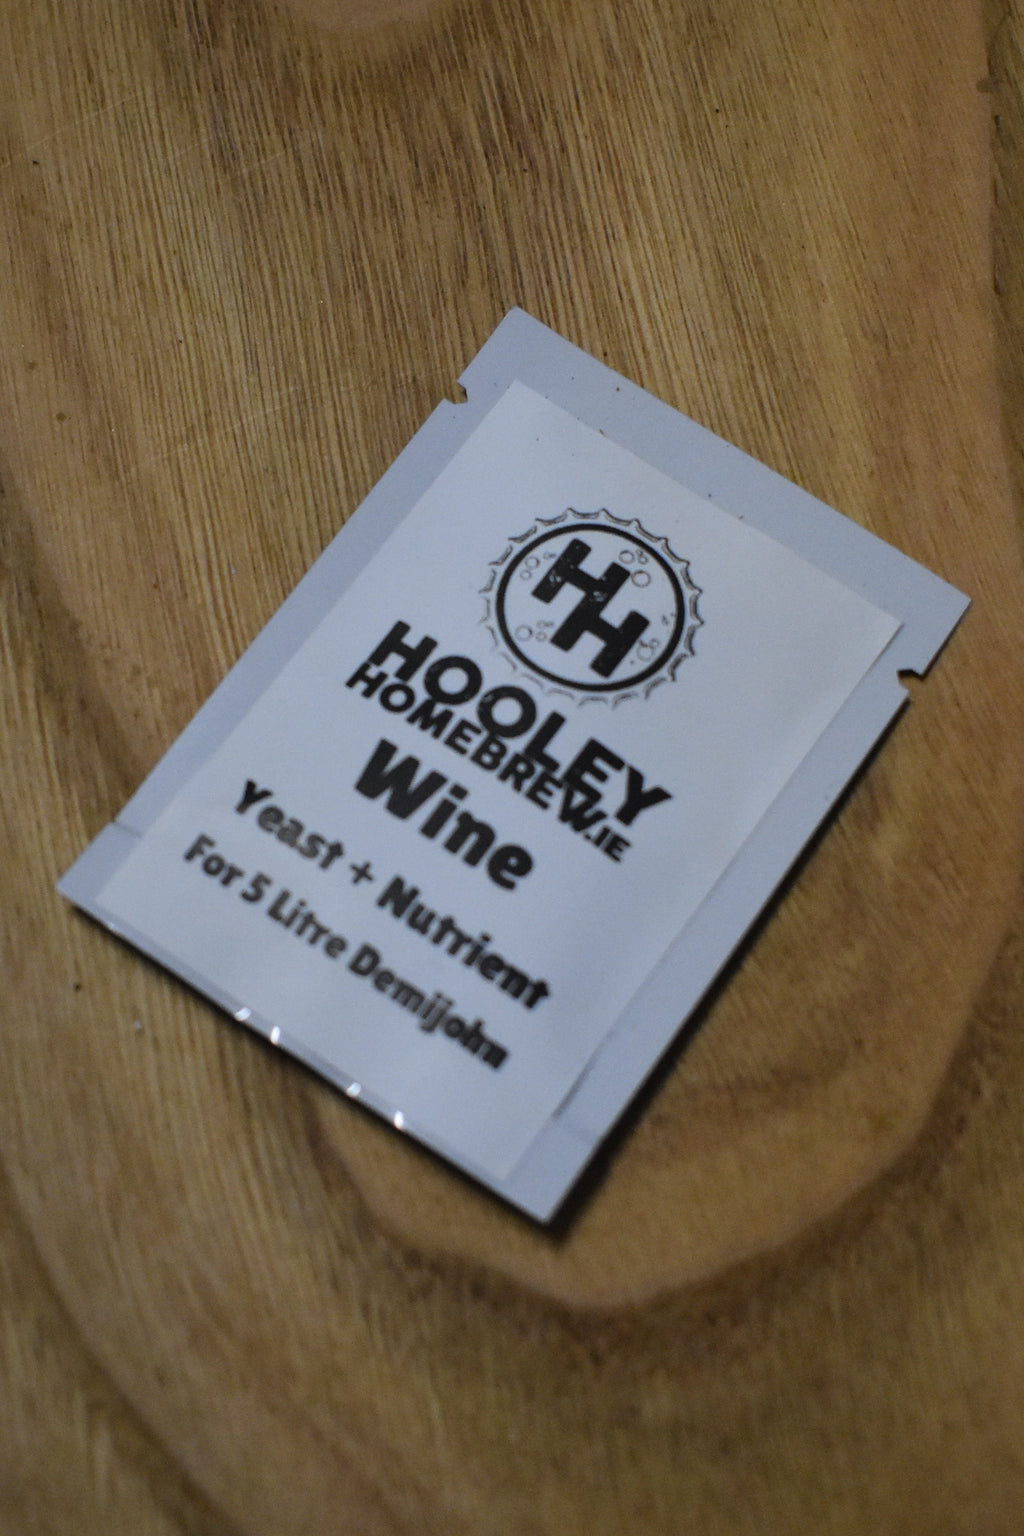 HH
HOOLEY
HOMEBREW.IE
Wine
Yeast + Nutrient
For 5 Litre Demijohn